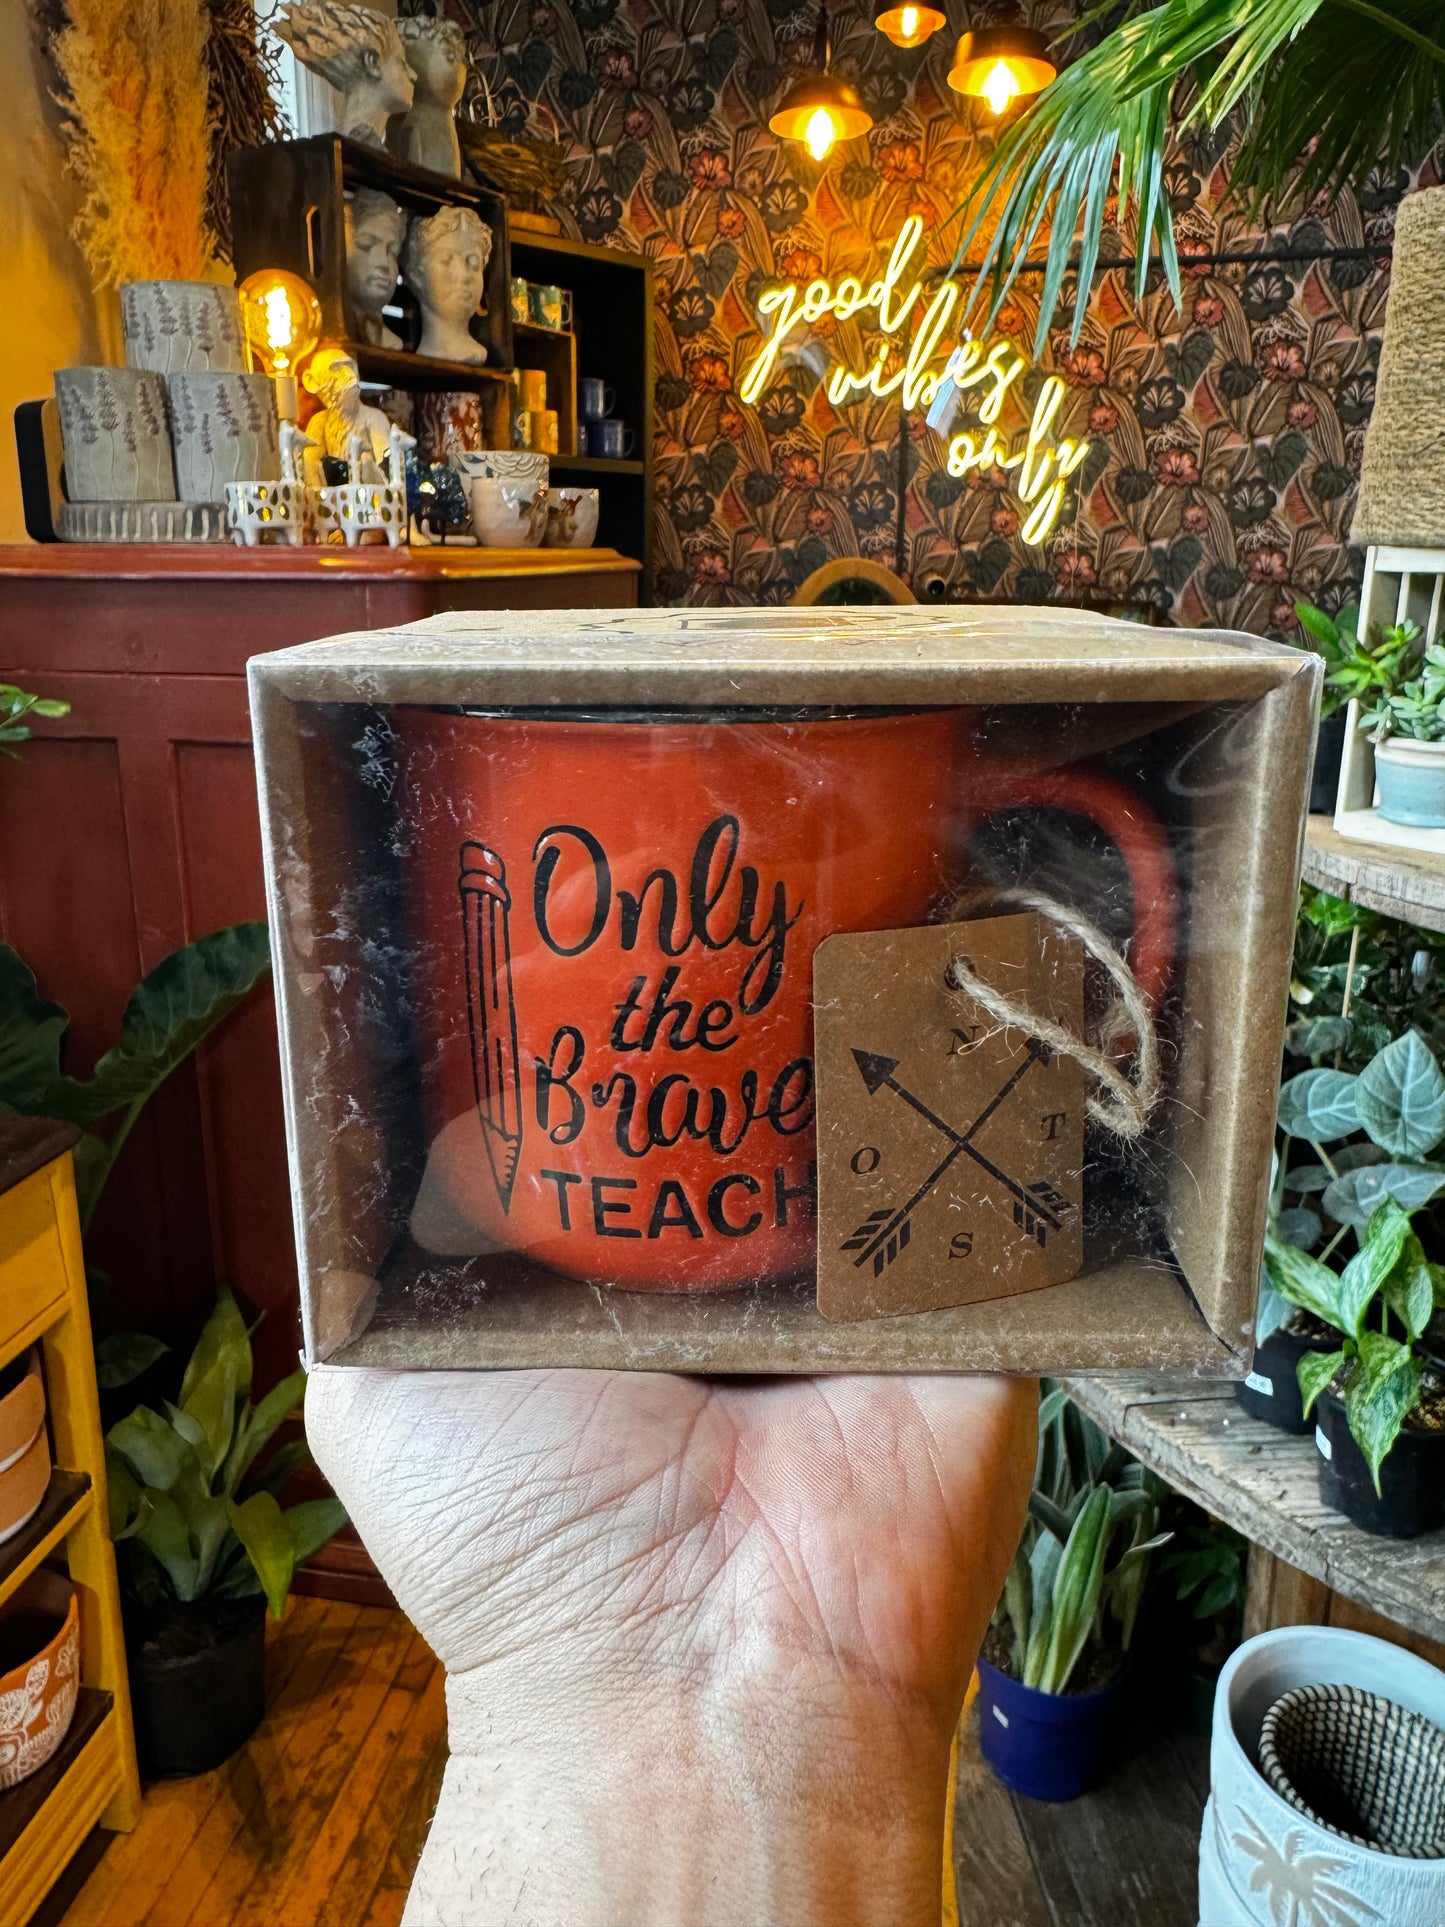 good
vibes
only
Only
the
Brave
TEACH
N
O
T
S